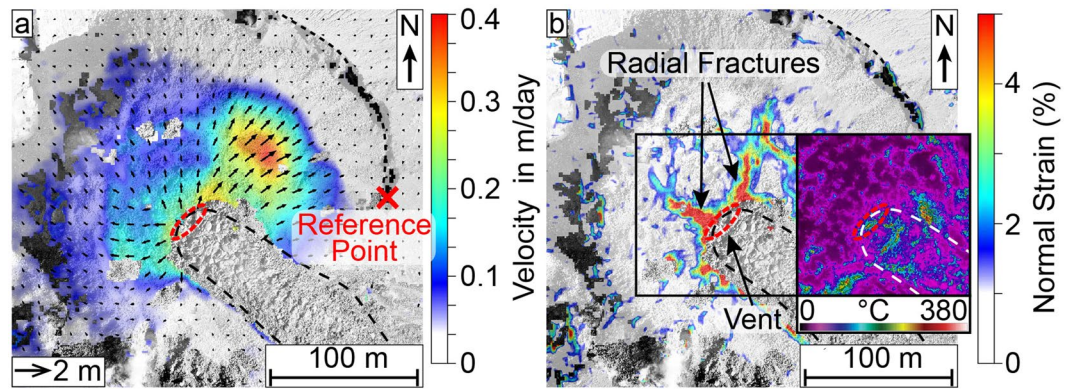 a
N
Reference
Point
2 m
100 m
0.4
0.3
0.2
0.1
0
Velocity in m/day
b
Radial Fractures
N
Vent
0 °C 380
100 m
4
2
0
Normal Strain (%)